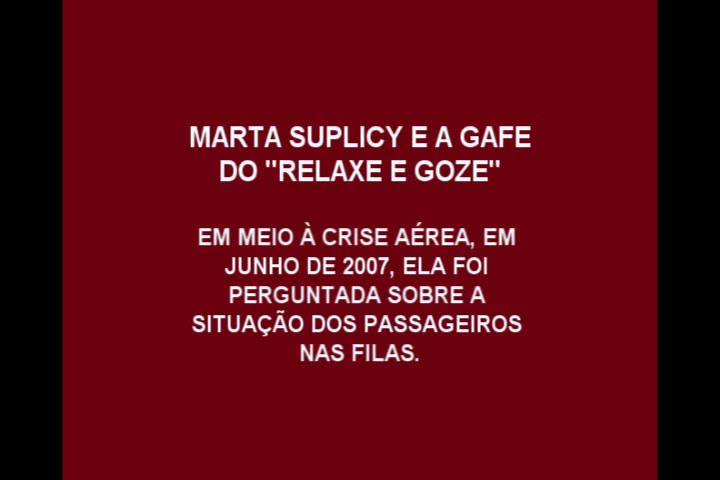 MARTA SUPLICY E A GAFE
DO "RELAXE E GOZE"
EM MEIO À CRISE AÉREA, EM
JUNHO DE 2007, ELA FOI
PERGUNTADA SOBRE A
SITUAÇÃO DOS PASSAGEIROS
NAS FILAS.